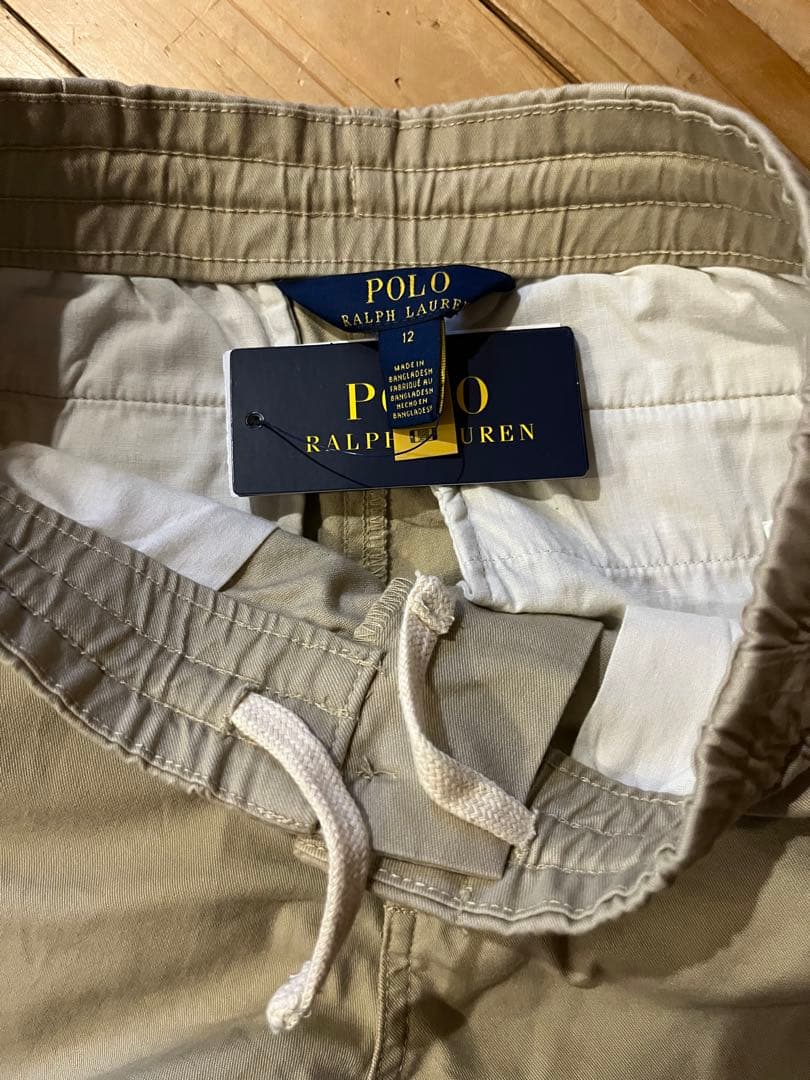 POLO
RALPH LAUREN
12
MADE IN
BANGLADESH
FABRIQUÉ AU
BANGLADESH
HECHO EN
BANGLADESH
POLO
RALPH LAUREN